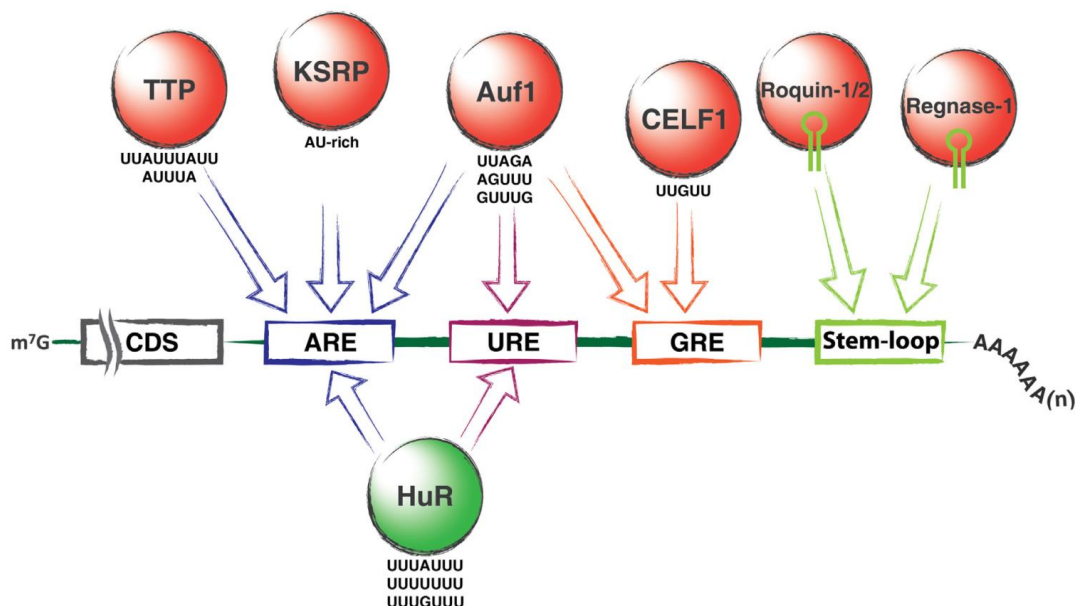 TTP
UUAUUUAUU
AUUUA
KSRP
AU-rich
Auf1
UUAGA
AGUUU
GUUUG
CELF1
UUGUU
Roquin-1/2
Regnase-1
m⁷G
CDS
ARE
URE
GRE
Stem-loop
AAAAAA(n)
HuR
UUUAUUU
UUUUUUU
UUUGUUU